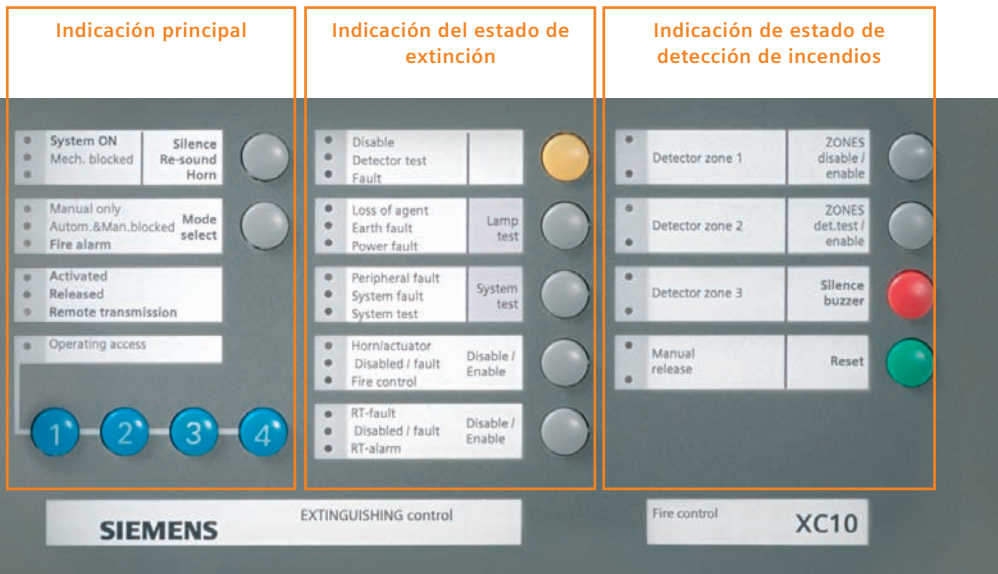 Indicación principal
Indicación del estado de
extinción
Indicación de estado de
detección de incendios
System ON
Mech. blocked
Silence
Re-sound
Horn
Manual only
Autom.&Man.blocked
Fire alarm
Mode
select
Activated
Released
Remote transmission
Operating access
1
2
3
4
Disable
Detector test
Fault
Loss of agent
Earth fault
Power fault
Lamp
test
Peripheral fault
System fault
System test
System
test
Horn/actuator
Disabled / fault
Fire control
Disable /
Enable
RT-fault
Disabled / fault
RT-alarm
Disable /
Enable
Detector zone 1
ZONES
disable /
enable
Detector zone 2
ZONES
det.test /
enable
Detector zone 3
Silence
buzzer
Manual
release
Reset
SIEMENS
EXTINGUISHING control
Fire control
XC10